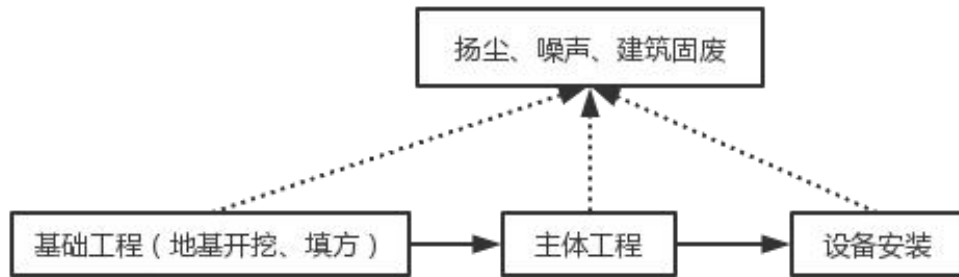 扬尘、噪声、建筑固废
基础工程（地基开挖、填方）
主体工程
设备安装